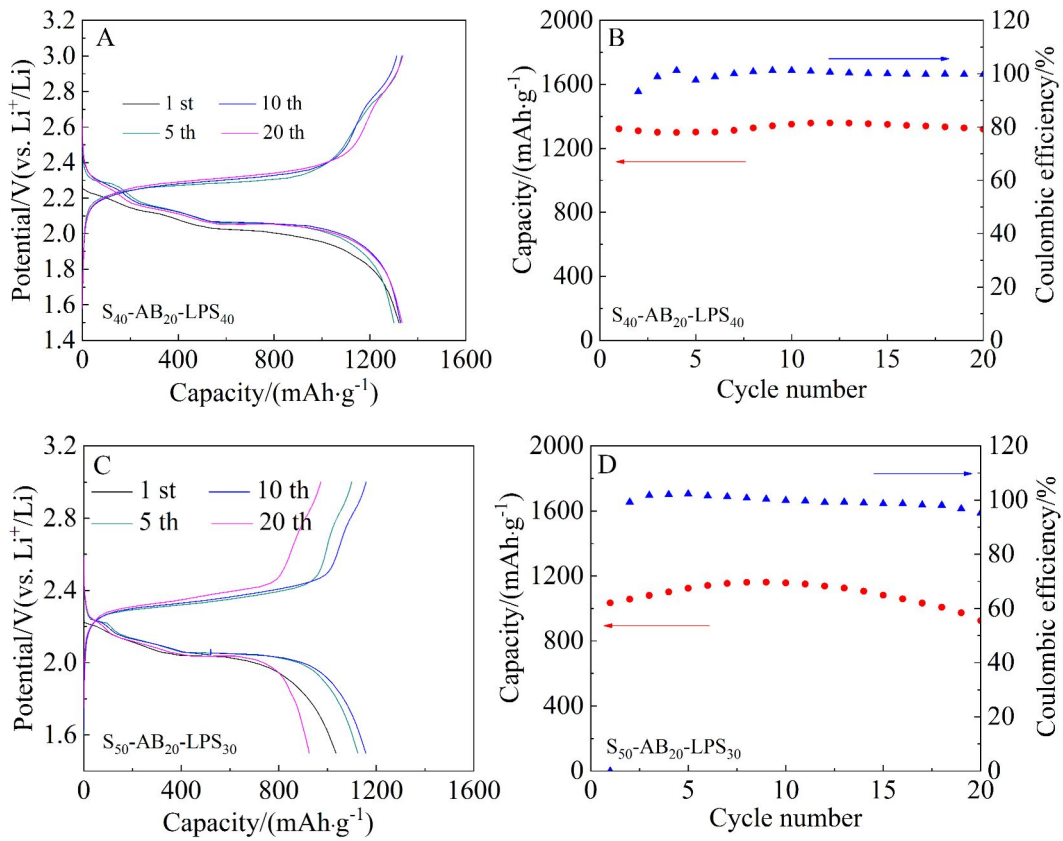 A
3.2
3.0
2.8
2.6
2.4
2.2
2.0
1.8
1.6
1.4
Potential/V(vs. Li⁺/Li)
1 st 10 th
5 th 20 th
S₄₀-AB₂₀-LPS₄₀
0 400 800 1200 1600
Capacity/(mAh·g⁻¹)
B
2000
1600
1200
800
400
0
Capacity/(mAh·g⁻¹)
120
100
80
60
40
20
0
Coulombic efficiency/%
S₄₀-AB₂₀-LPS₄₀
0 5 10 15 20
Cycle number
C
3.2
2.8
2.4
2.0
1.6
Potential/V(vs. Li⁺/Li)
1 st 10 th
5 th 20 th
S₅₀-AB₂₀-LPS₃₀
0 400 800 1200 1600
Capacity/(mAh·g⁻¹)
D
2000
1600
1200
800
400
0
Capacity/(mAh·g⁻¹)
120
100
80
60
40
20
0
Coulombic efficiency/%
S₅₀-AB₂₀-LPS₃₀
0 5 10 15 20
Cycle number